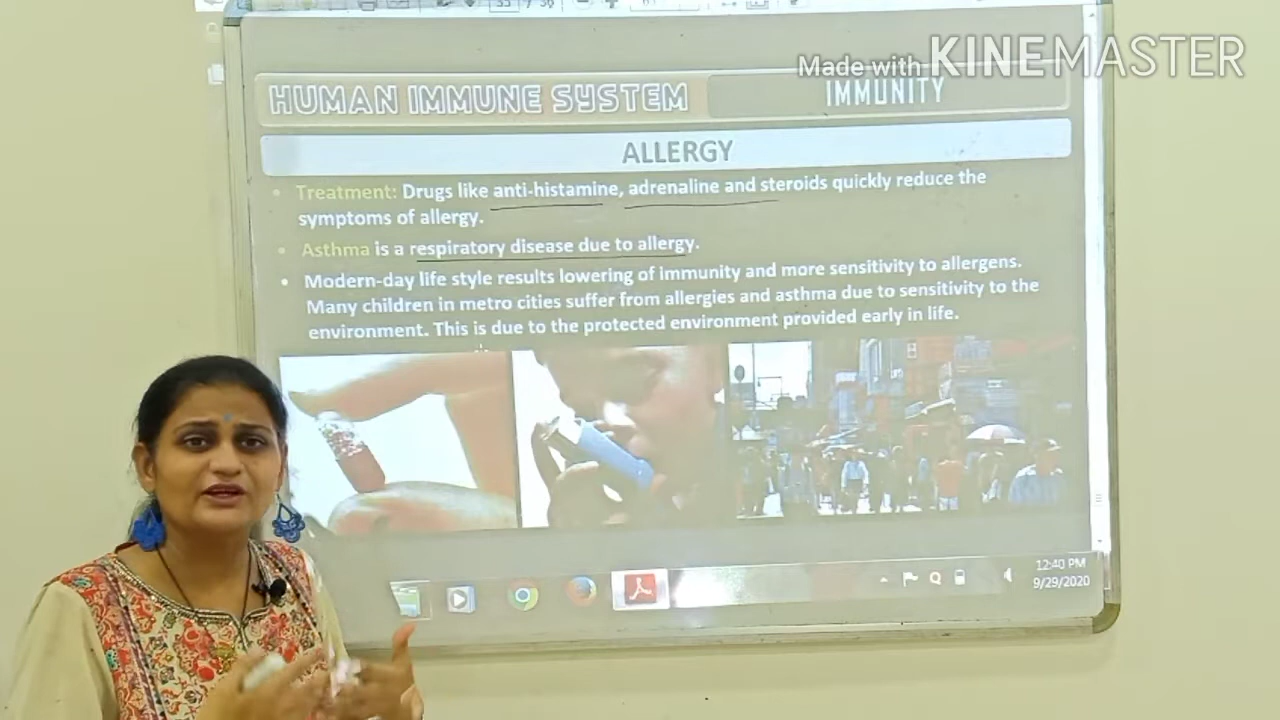 Made with KINEMASTER
HUMAN IMMUNE SYSTEM
IMMUNITY
ALLERGY
• Treatment: Drugs like anti-histamine, adrenaline and steroids quickly reduce the
symptoms of allergy.
• Asthma is a respiratory disease due to allergy.
• Modern-day life style results lowering of immunity and more sensitivity to allergens.
Many children in metro cities suffer from allergies and asthma due to sensitivity to the
environment. This is due to the protected environment provided early in life.
12:40 PM
9/29/2020